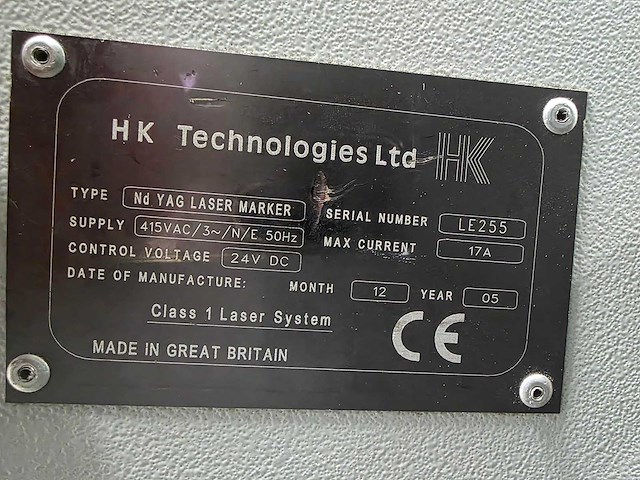 HK Technologies Ltd HK
TYPE Nd YAG LASER MARKER SERIAL NUMBER LE255
SUPPLY 415VAC/3~/N/E 50Hz MAX CURRENT 17A
CONTROL VOLTAGE 24V DC
DATE OF MANUFACTURE: MONTH 12 YEAR 05
Class 1 Laser System
CE
MADE IN GREAT BRITAIN